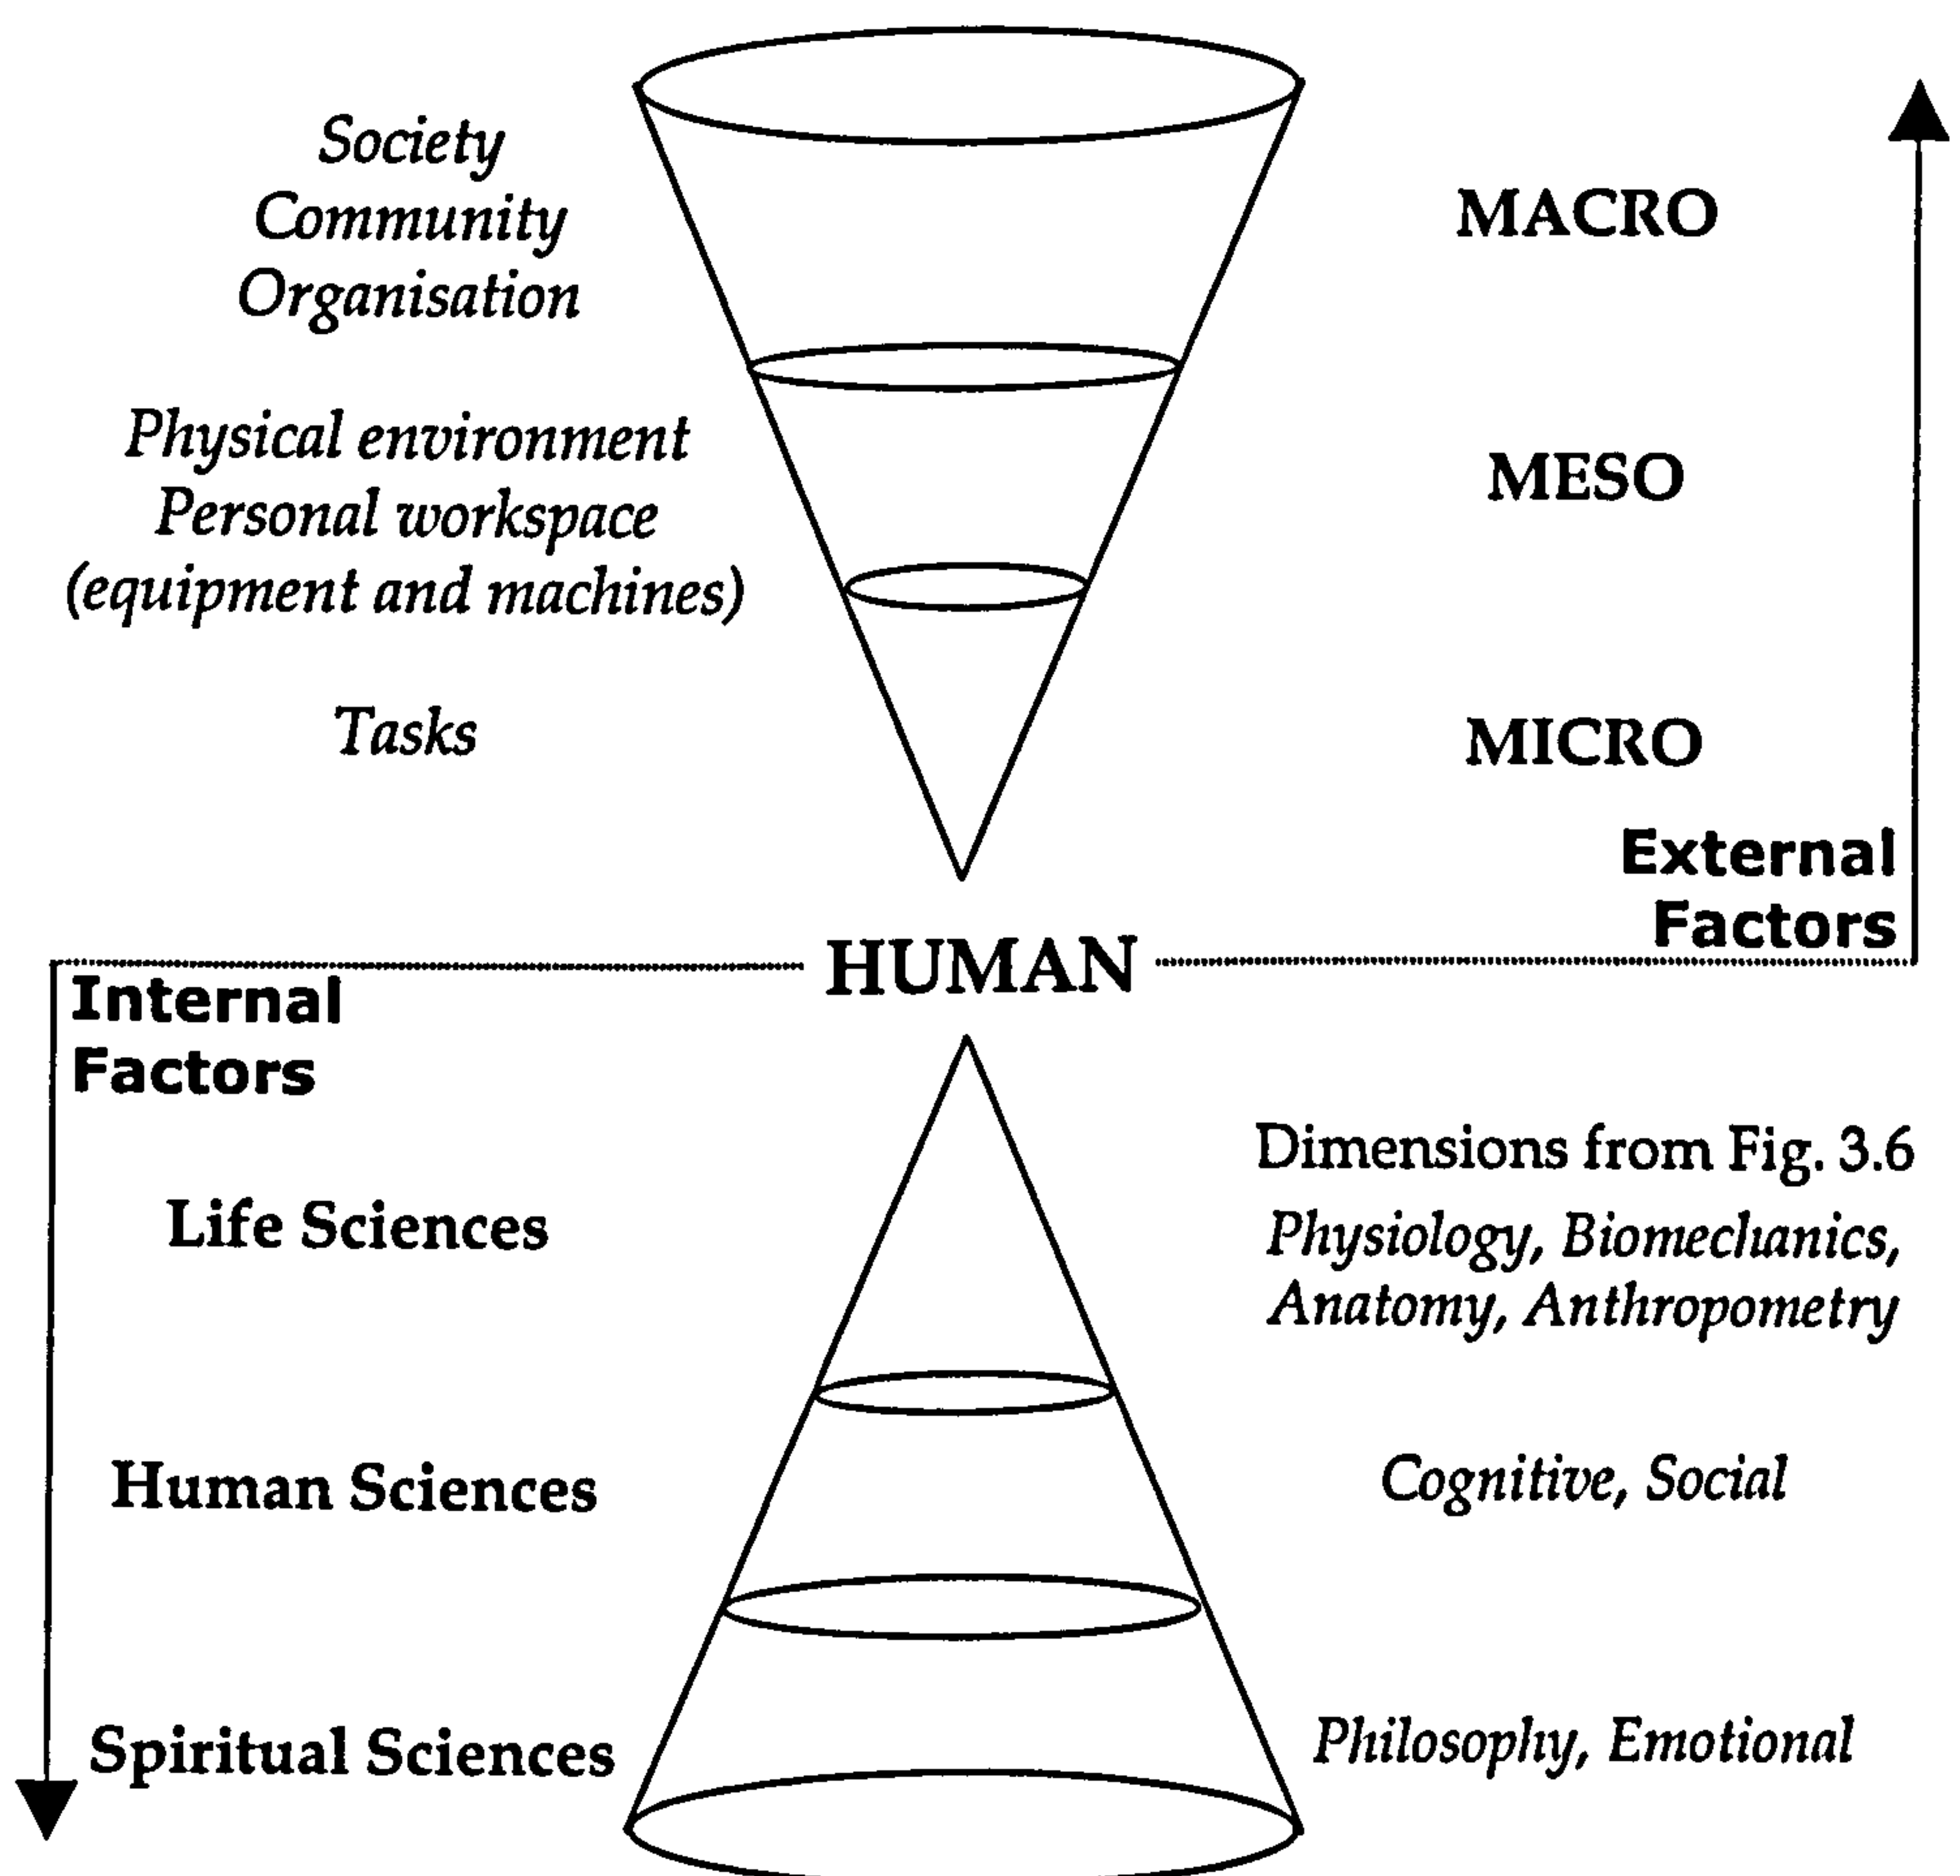 Society
Community
Organisation
MACRO
Physical environment
Personal workspace
(equipment and machines)
MESO
Tasks
MICRO
External
Factors
HUMAN
Internal
Factors
Life Sciences
Dimensions from Fig. 3.6
Physiology, Biomechanics,
Anatomy, Anthropometry
Human Sciences
Cognitive, Social
Spiritual Sciences
Philosophy, Emotional